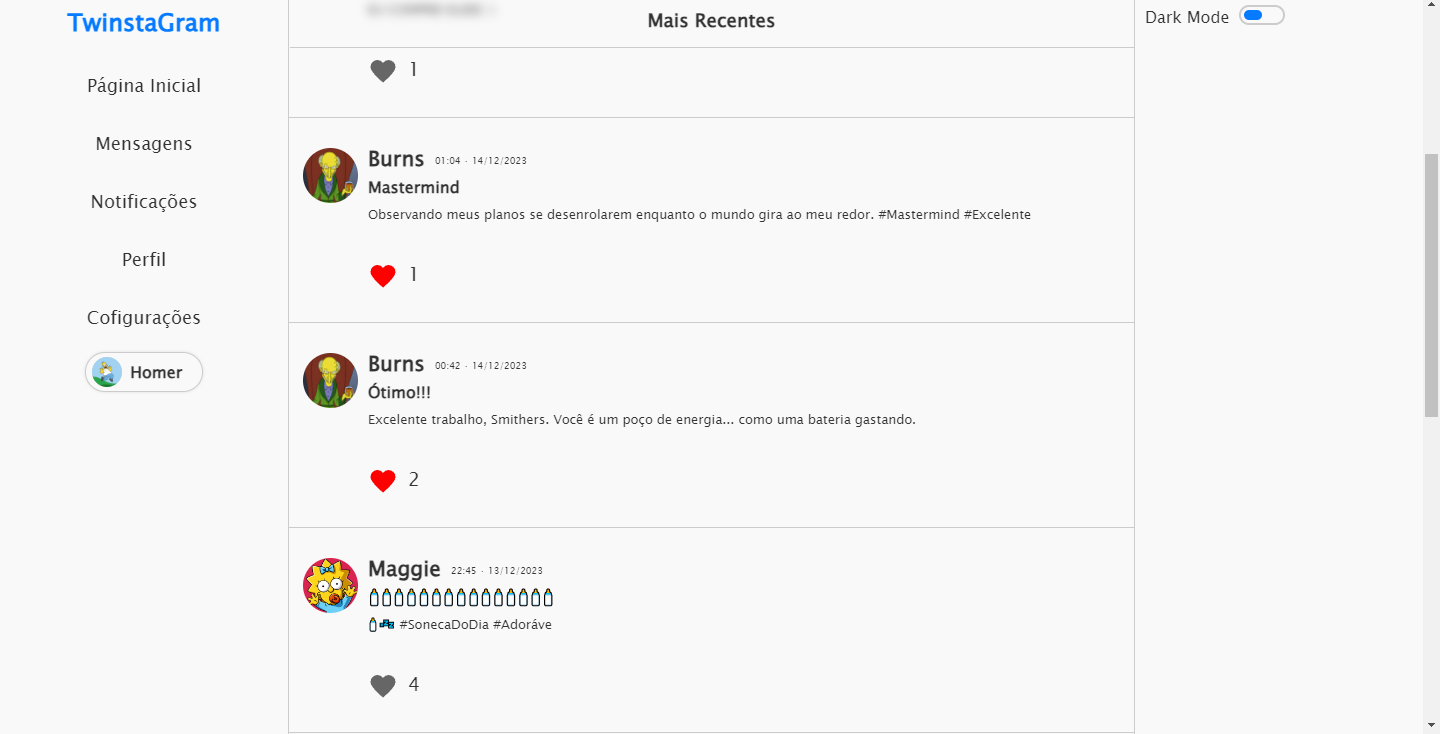 TwinstaGram
Página Inicial
Mensagens
Notificações
Perfil
Cofigurações
Homer
Mais Recentes
1
Burns 01:04 · 14/12/2023
Mastermind
Observando meus planos se desenrolarem enquanto o mundo gira ao meu redor. #Mastermind #Excelente
1
Burns 00:42 · 14/12/2023
Ótimo!!!
Excelente trabalho, Smithers. Você é um poço de energia... como uma bateria gastando.
2
Maggie 22:45 · 13/12/2023
🍼🍼🍼🍼🍼🍼🍼🍼🍼🍼🍼🍼🍼🍼🍼
🍼💤 #SonecaDoDia #Adoráve
4
Dark Mode